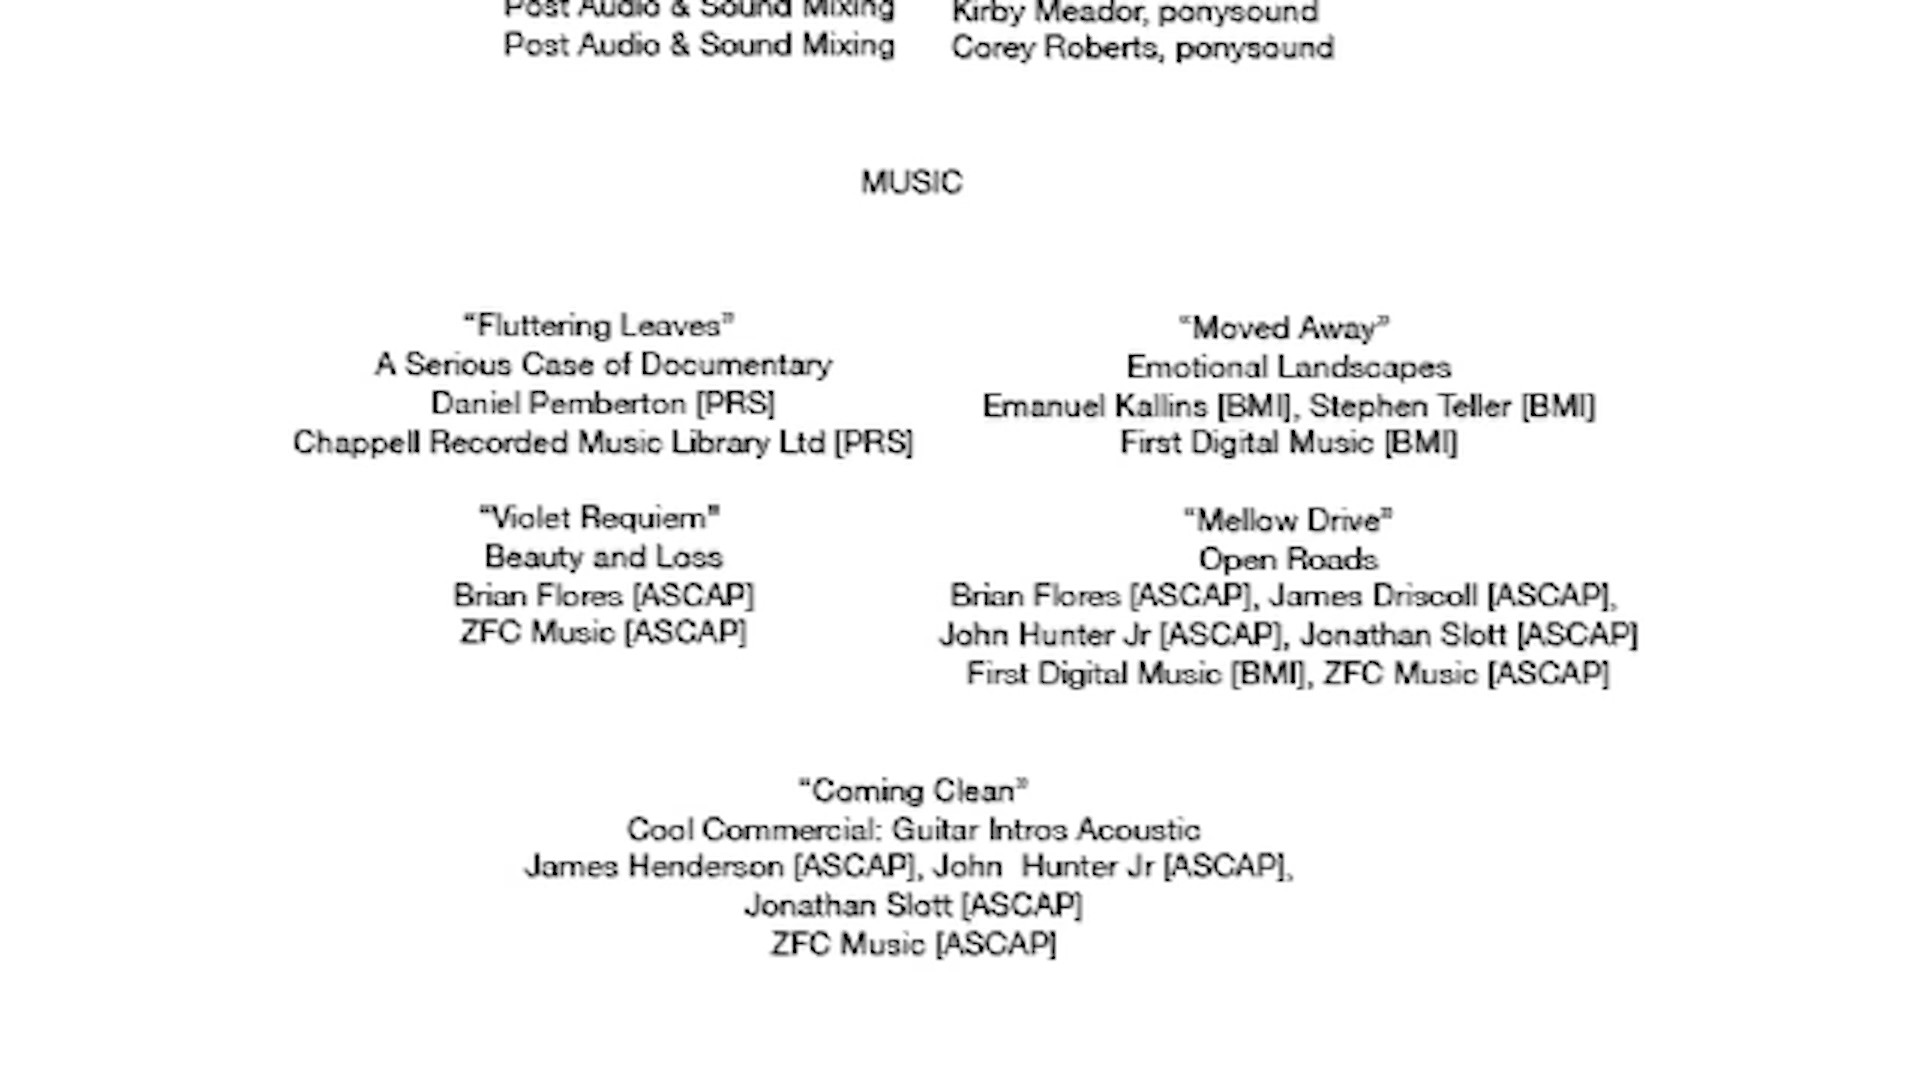 Post Audio & Sound Mixing Kirby Meador, ponysound
Post Audio & Sound Mixing Corey Roberts, ponysound
MUSIC
“Fluttering Leaves”
A Serious Case of Documentary
Daniel Pemberton [PRS]
Chappell Recorded Music Library Ltd [PRS]
“Moved Away”
Emotional Landscapes
Emanuel Kallins [BMI], Stephen Teller [BMI]
First Digital Music [BMI]
“Violet Requiem”
Beauty and Loss
Brian Flores [ASCAP]
ZFC Music [ASCAP]
“Mellow Drive”
Open Roads
Brian Flores [ASCAP], James Driscoll [ASCAP],
John Hunter Jr [ASCAP], Jonathan Slott [ASCAP]
First Digital Music [BMI], ZFC Music [ASCAP]
“Coming Clean”
Cool Commercial: Guitar Intros Acoustic
James Henderson [ASCAP], John  Hunter Jr [ASCAP],
Jonathan Slott [ASCAP]
ZFC Music [ASCAP]